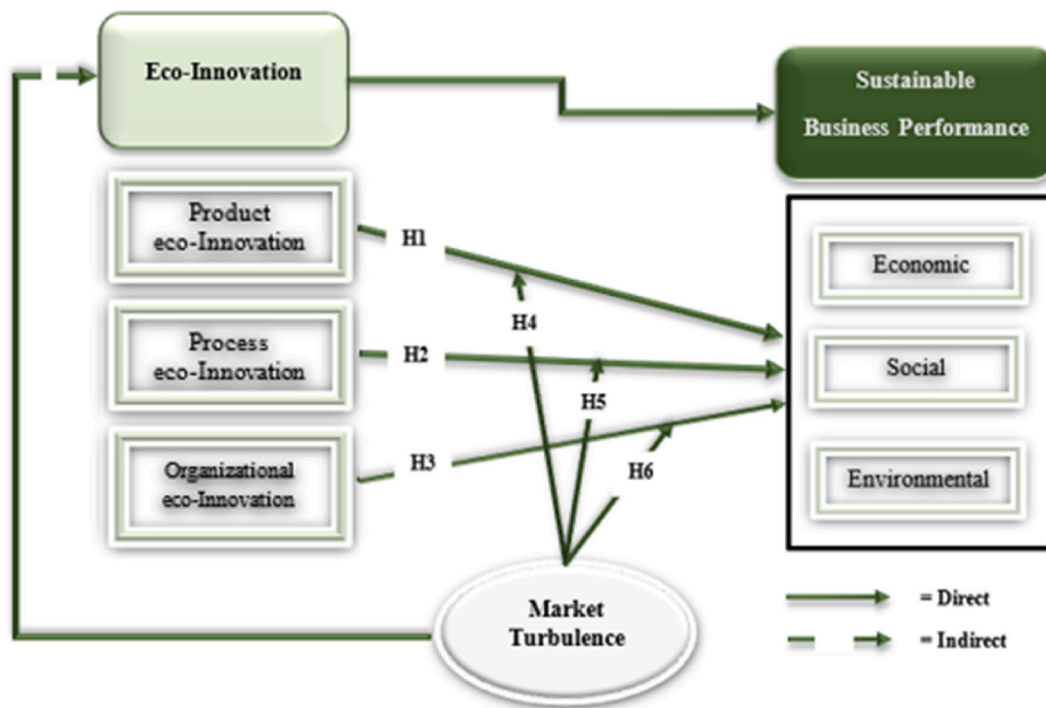 Eco-Innovation
Sustainable
Business Performance
Product
eco-Innovation
H1
Economic
H4
Process
eco-Innovation
H2
Social
H5
Organizational
eco-Innovation
H3
H6
Environmental
Market
Turbulence
= Direct
= Indirect